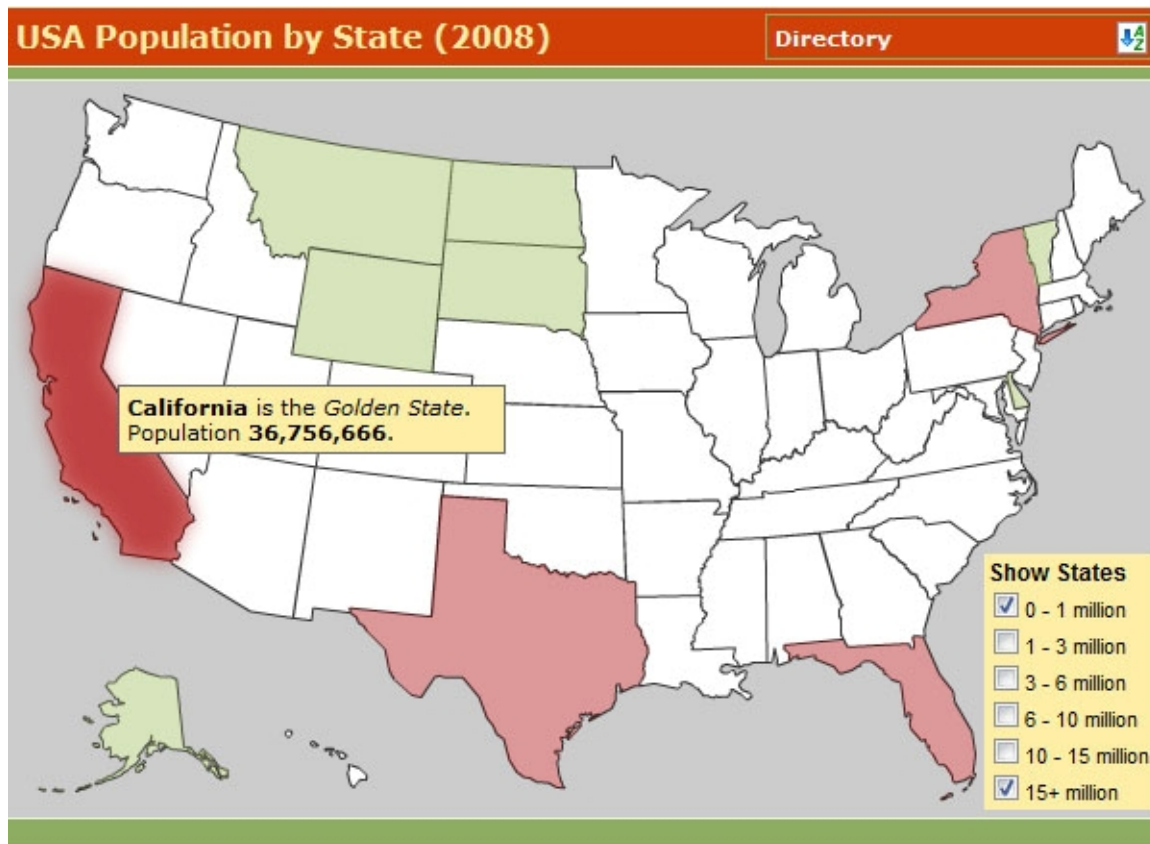 USA Population by State (2008)
Directory
California is the Golden State.
Population 36,756,666.
Show States
0 - 1 million
1 - 3 million
3 - 6 million
6 - 10 million
10 - 15 million
15+ million